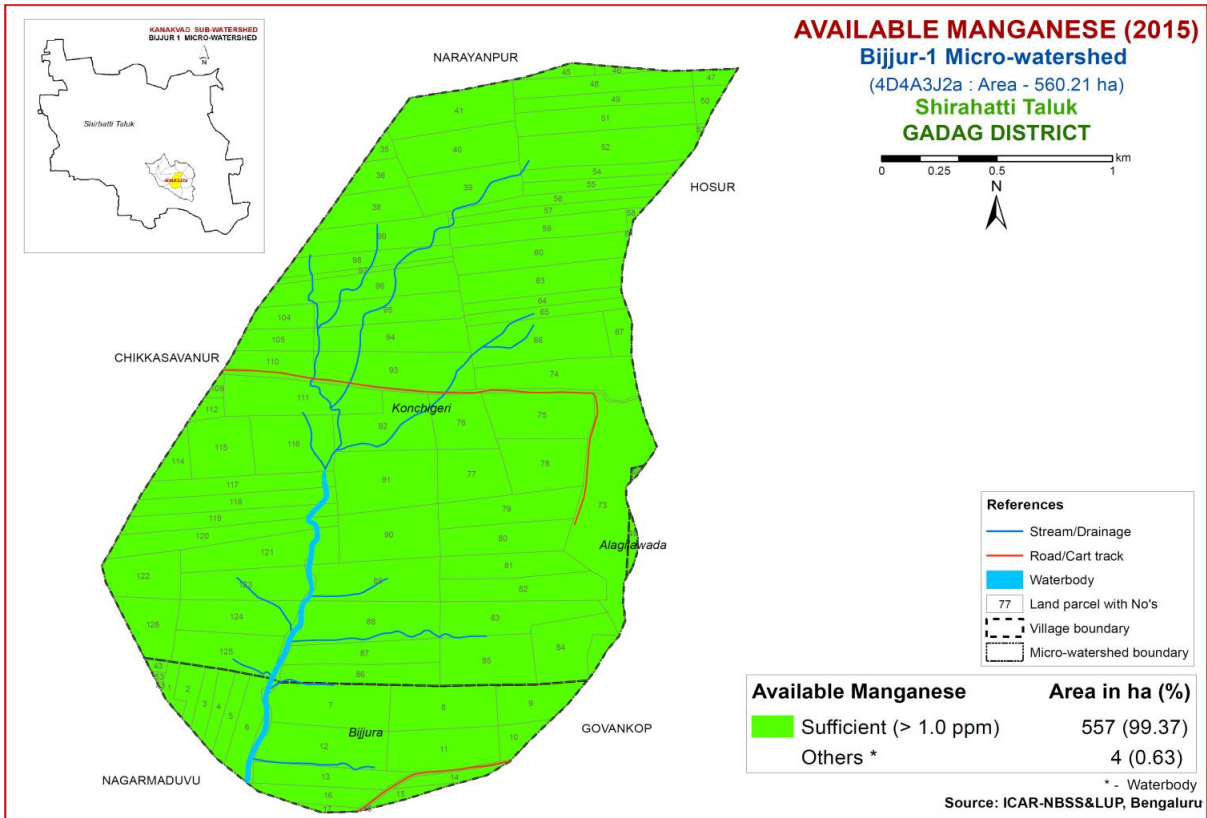 KANAKVAD SUB-WATERSHED
BIJJUR 1 MICRO-WATERSHED
N
Shirhatti Taluk
AVAILABLE MANGANESE (2015)
Bijjur-1 Micro-watershed
(4D4A3J2a : Area - 560.21 ha)
Shirahatti Taluk
GADAG DISTRICT
km
0 0.25 0.5 1
N
NARAYANPUR
HOSUR
CHIKKASAVANUR
GOVANKOP
NAGARMADUVU
45 46 47
48
49 50
41 51
35 40 52
36 54
39 55
56
38 57 58
99 59
98 60
97
96 63
95 64
104 65
105 94 66 67
110 93 74
109 111
Konchigeri
112 92 76 75
115 116
114 91 77 78
117
118 79 73
119
120 90 80
Alagilawada
121 81
122 123 89 82
124 88 83
126
125 87 85 84
43 86
53
1 2 3 4 5 6 7 8 9
Bijjura
12 11 10
13 14
16 15
17
References
Stream/Drainage
Road/Cart track
Waterbody
77 Land parcel with No's
Village boundary
Micro-watershed boundary
Available Manganese Area in ha (%)
Sufficient (> 1.0 ppm) 557 (99.37)
Others * 4 (0.63)
* - Waterbody
Source: ICAR-NBSS&LUP, Bengaluru